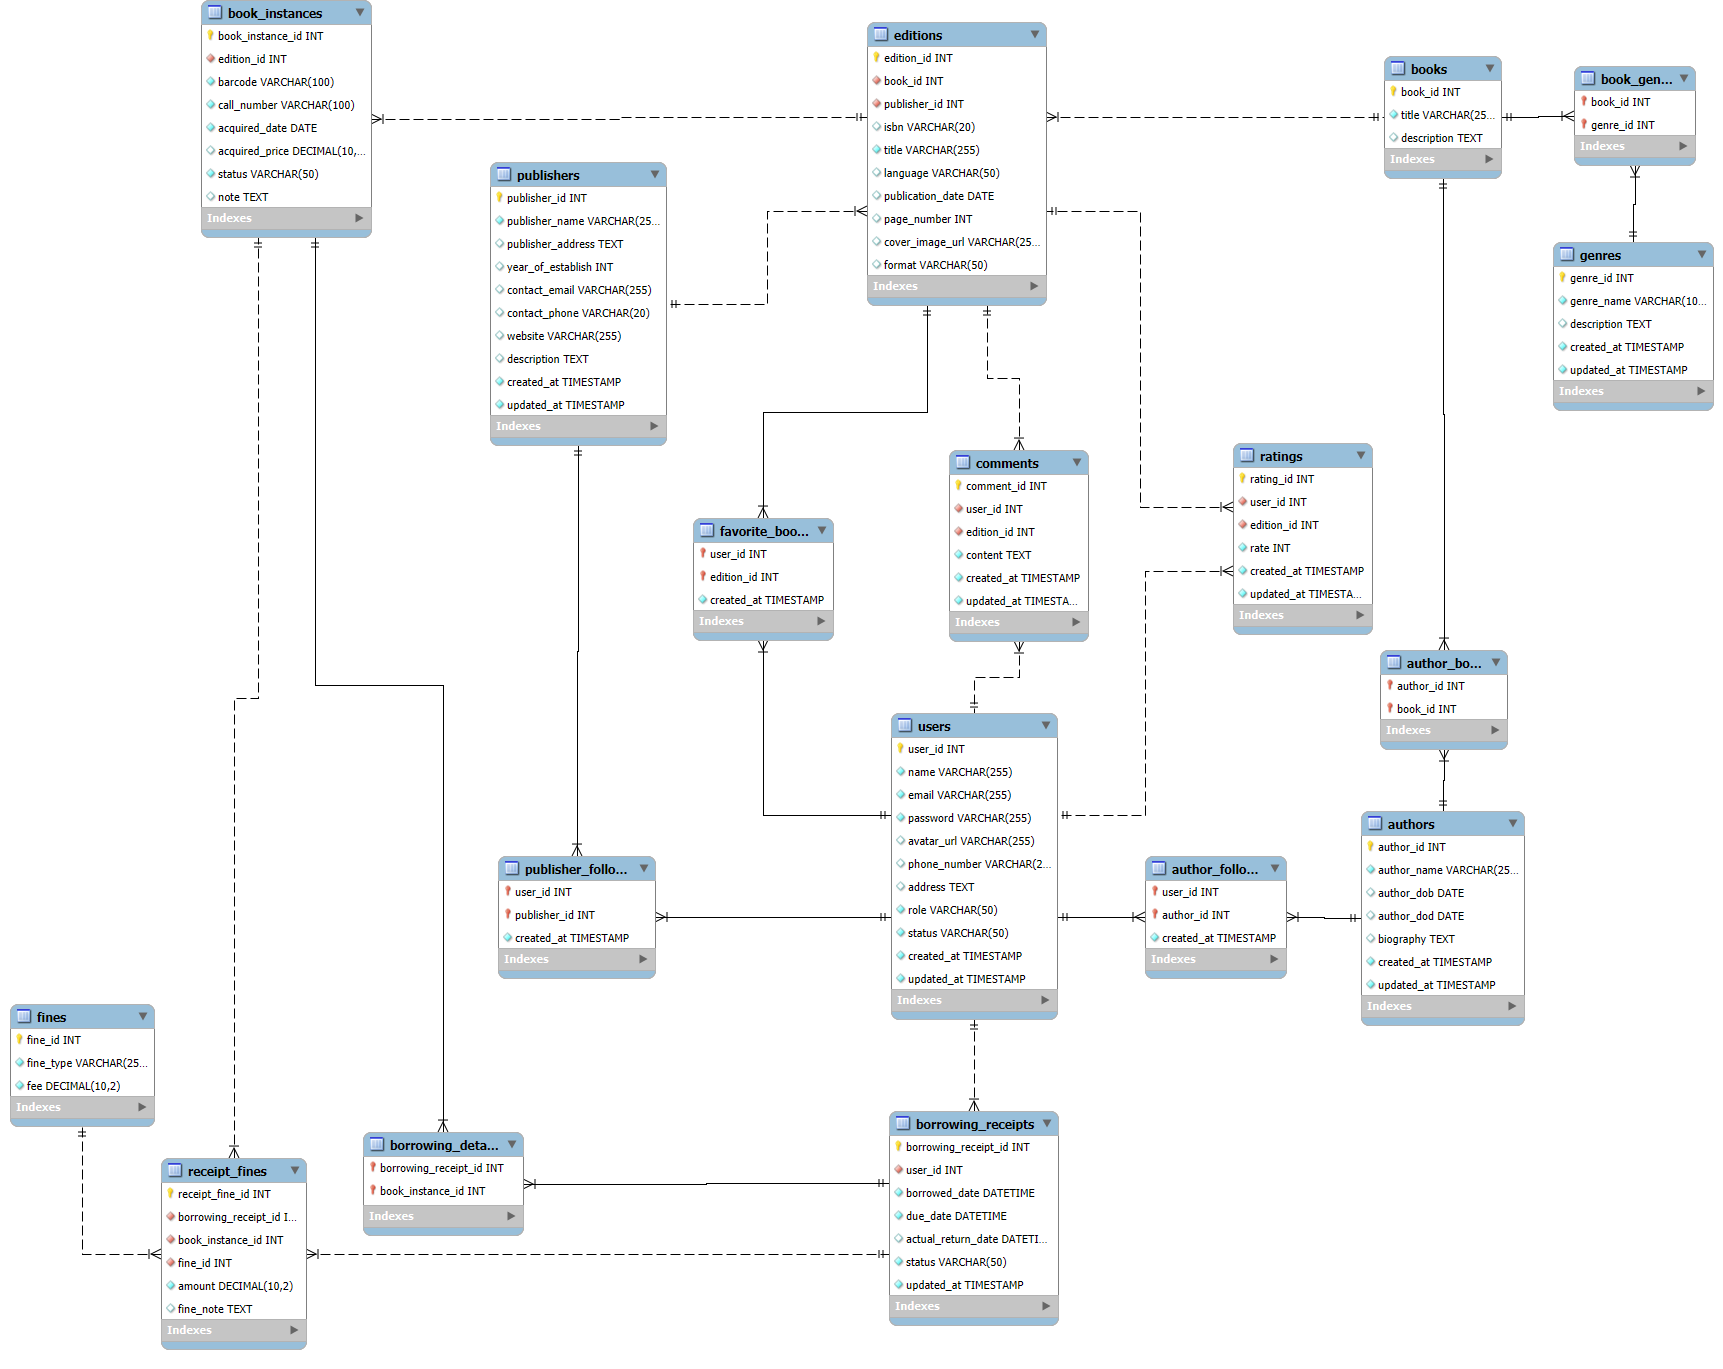 book_instances
book_instance_id INT
edition_id INT
barcode VARCHAR(100)
call_number VARCHAR(100)
acquired_date DATE
acquired_price DECIMAL(10,...
status VARCHAR(50)
note TEXT
Indexes
editions
edition_id INT
book_id INT
publisher_id INT
isbn VARCHAR(20)
title VARCHAR(255)
language VARCHAR(50)
publication_date DATE
page_number INT
cover_image_url VARCHAR(25...
format VARCHAR(50)
Indexes
books
book_id INT
title VARCHAR(25...
description TEXT
Indexes
book_gen...
book_id INT
genre_id INT
Indexes
publishers
publisher_id INT
publisher_name VARCHAR(25...
publisher_address TEXT
year_of_establish INT
contact_email VARCHAR(255)
contact_phone VARCHAR(20)
website VARCHAR(255)
description TEXT
created_at TIMESTAMP
updated_at TIMESTAMP
Indexes
genres
genre_id INT
genre_name VARCHAR(10...
description TEXT
created_at TIMESTAMP
updated_at TIMESTAMP
Indexes
comments
comment_id INT
user_id INT
edition_id INT
content TEXT
created_at TIMESTAMP
updated_at TIMESTA...
Indexes
ratings
rating_id INT
user_id INT
edition_id INT
rate INT
created_at TIMESTAMP
updated_at TIMESTA...
Indexes
favorite_boo...
user_id INT
edition_id INT
created_at TIMESTAMP
Indexes
author_bo...
author_id INT
book_id INT
Indexes
users
user_id INT
name VARCHAR(255)
email VARCHAR(255)
password VARCHAR(255)
avatar_url VARCHAR(255)
phone_number VARCHAR(2...
address TEXT
role VARCHAR(50)
status VARCHAR(50)
created_at TIMESTAMP
updated_at TIMESTAMP
Indexes
authors
author_id INT
author_name VARCHAR(25...
author_dob DATE
author_dod DATE
biography TEXT
created_at TIMESTAMP
updated_at TIMESTAMP
Indexes
publisher_follo...
user_id INT
publisher_id INT
created_at TIMESTAMP
Indexes
author_follo...
user_id INT
author_id INT
created_at TIMESTAMP
Indexes
fines
fine_id INT
fine_type VARCHAR(25...
fee DECIMAL(10,2)
Indexes
receipt_fines
receipt_fine_id INT
borrowing_receipt_id I...
book_instance_id INT
fine_id INT
amount DECIMAL(10,2)
fine_note TEXT
Indexes
borrowing_deta...
borrowing_receipt_id INT
book_instance_id INT
Indexes
borrowing_receipts
borrowing_receipt_id INT
user_id INT
borrowed_date DATETIME
due_date DATETIME
actual_return_date DATETI...
status VARCHAR(50)
updated_at TIMESTAMP
Indexes